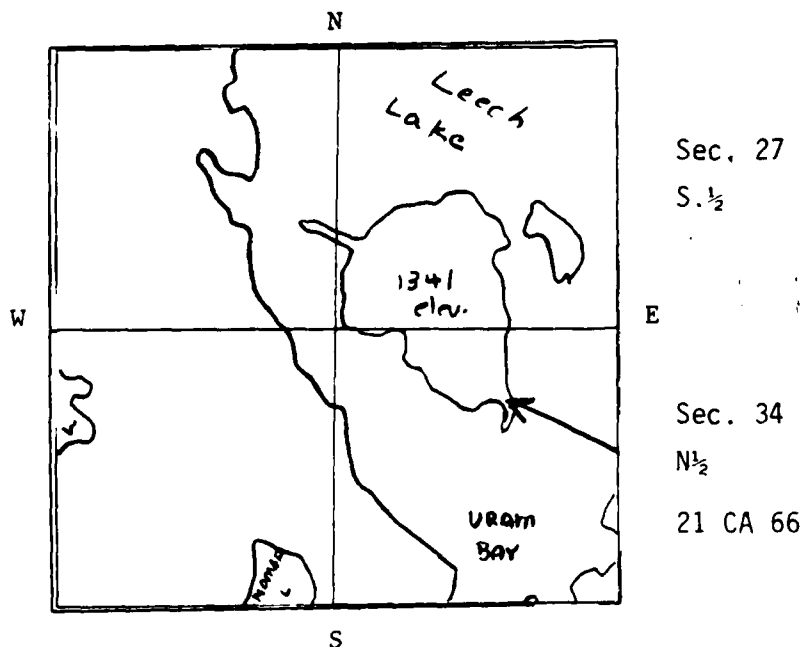 N
Leech
Lake
Sec. 27
S.½
1341
elev.
W
E
Sec. 34
N½
21 CA 66
URAM
BAY
L
S